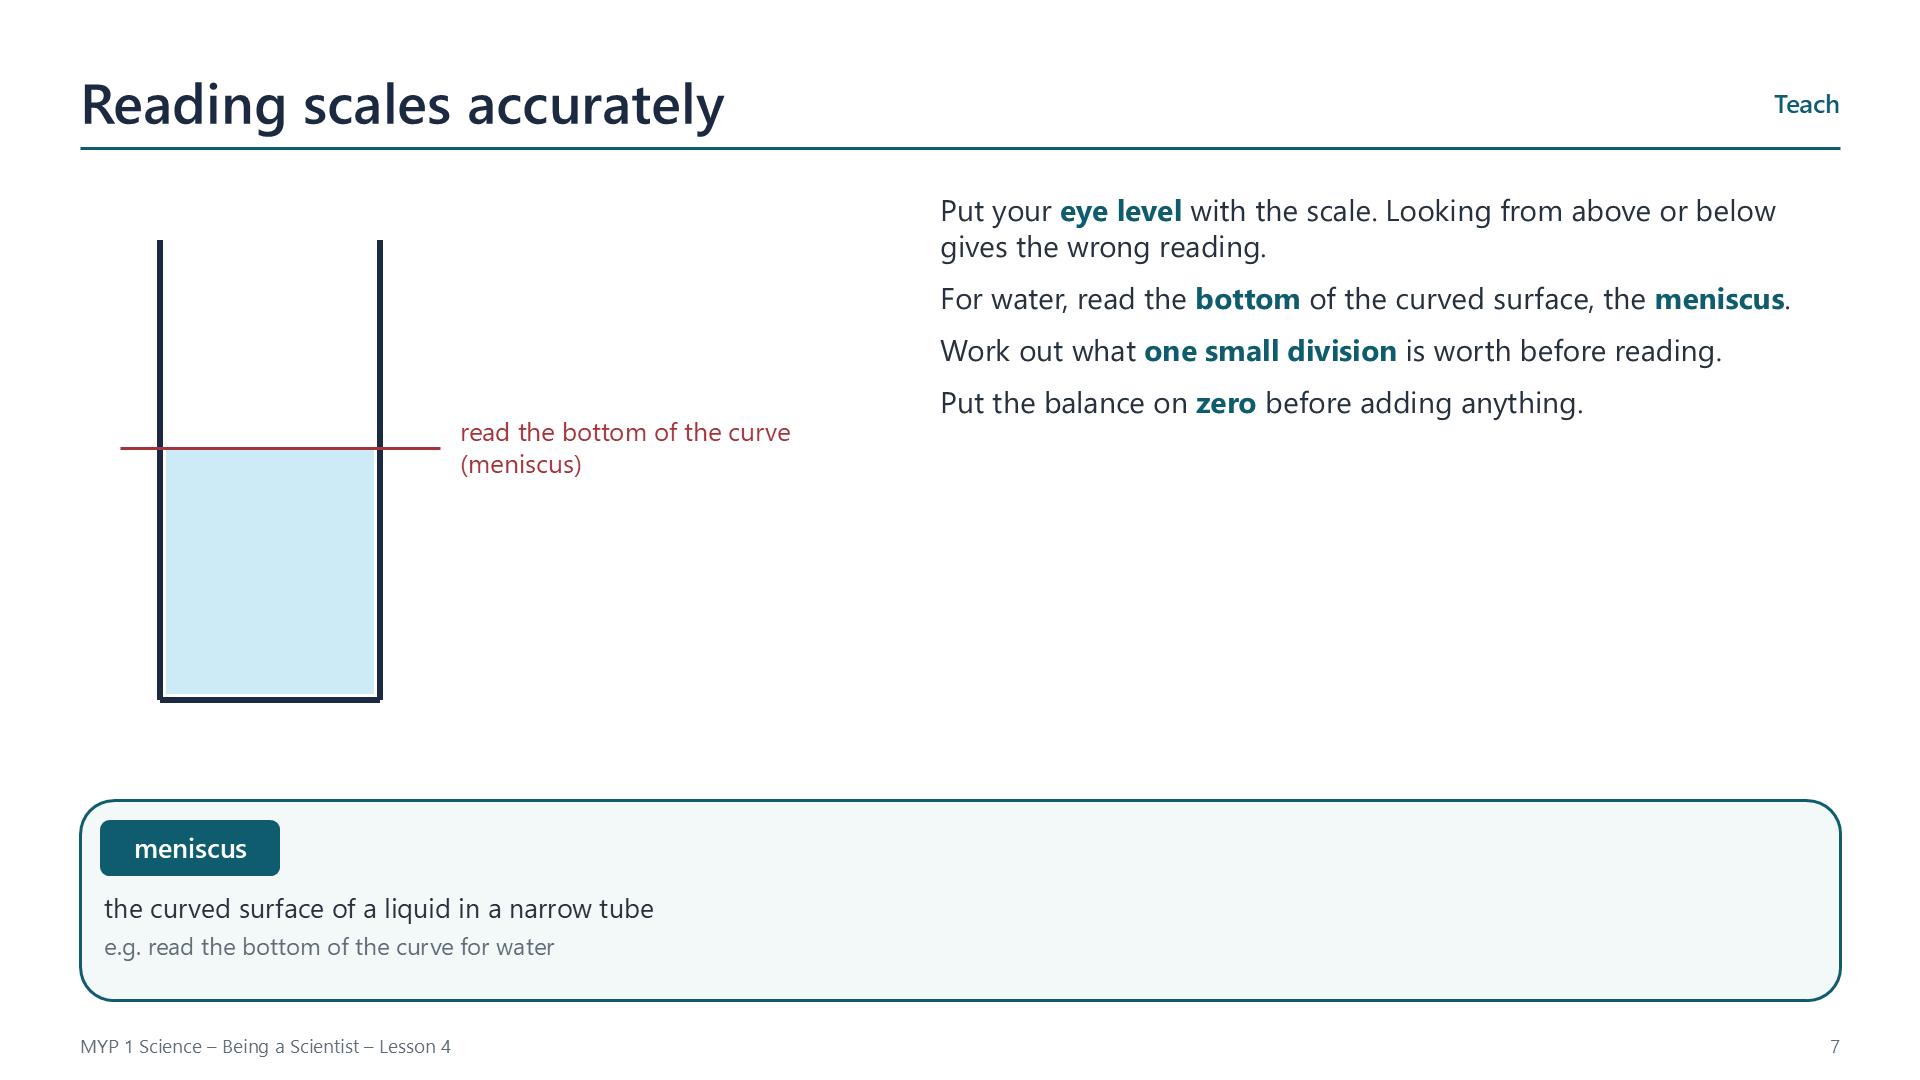 Reading scales accurately
Teach
Put your eye level with the scale. Looking from above or below
gives the wrong reading.
For water, read the bottom of the curved surface, the meniscus.
Work out what one small division is worth before reading.
Put the balance on zero before adding anything.
read the bottom of the curve
(meniscus)
meniscus
the curved surface of a liquid in a narrow tube
e.g. read the bottom of the curve for water
MYP 1 Science – Being a Scientist – Lesson 4
7